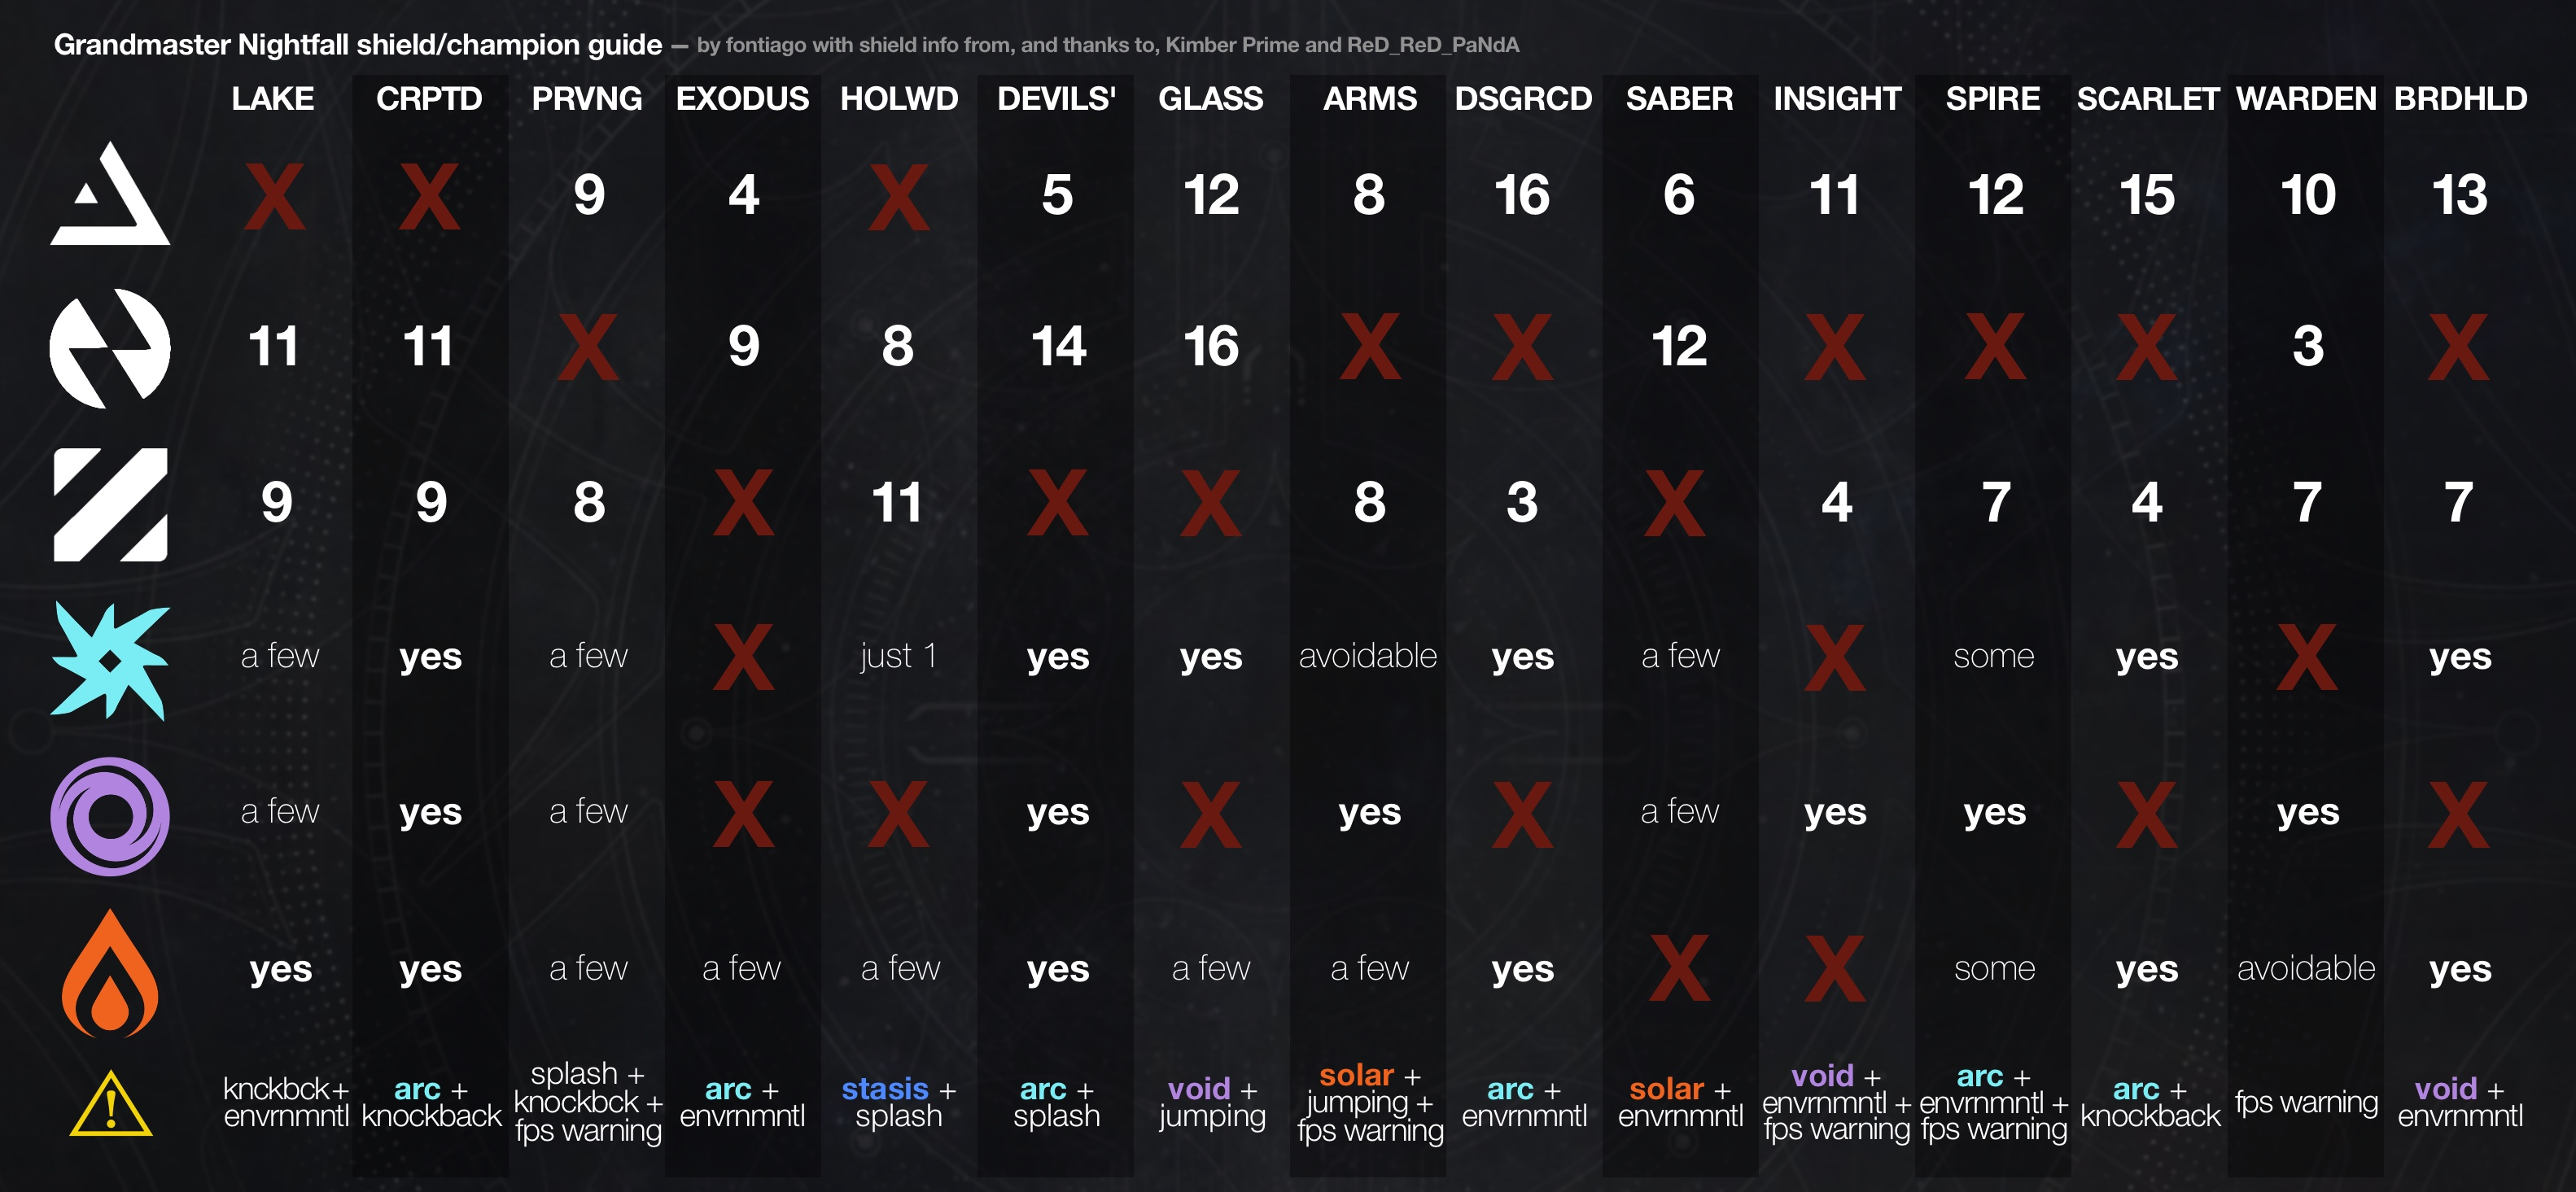 Grandmaster Nightfall shield/champion guide — by fontiago with shield info from, and thanks to, Kimber Prime and ReD_ReD_PaNdA
LAKE CRPTD PRVNG EXODUS HOLWD DEVILS' GLASS ARMS DSGRCD SABER INSIGHT SPIRE SCARLET WARDEN BRDHLD
X X 9 4 X 5 12 8 16 6 11 12 15 10 13
11 11 X 9 8 14 16 X X 12 X X X 3 X
9 9 8 X 11 X X 8 3 X 4 7 4 7 7
a few yes a few X just 1 yes yes avoidable yes a few X some yes X yes
a few yes a few X X yes X yes X a few yes yes X yes X
yes yes a few a few a few yes a few a few yes X X some yes avoidable yes
knckbck+
envrnmntl
arc +
knockback
splash +
knockbck +
fps warning
arc +
envrnmntl
stasis +
splash
arc +
splash
void +
jumping
solar +
jumping +
fps warning
arc +
envrnmntl
solar +
envrnmntl
void +
envrnmntl +
fps warning
arc +
envrnmntl +
fps warning
arc +
knockback
fps warning
void +
envrnmntl